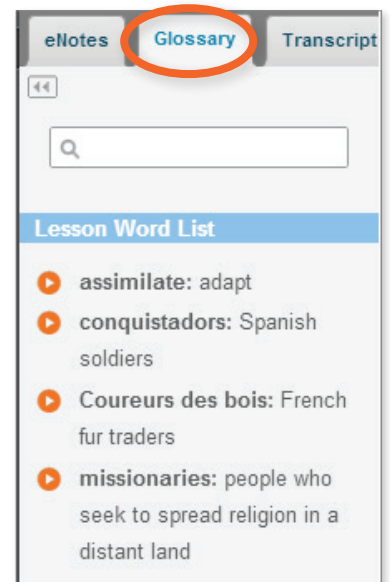 eNotes Glossary Transcript
Lesson Word List
assimilate: adapt
conquistadors: Spanish
soldiers
Coureurs des bois: French
fur traders
missionaries: people who
seek to spread religion in a
distant land